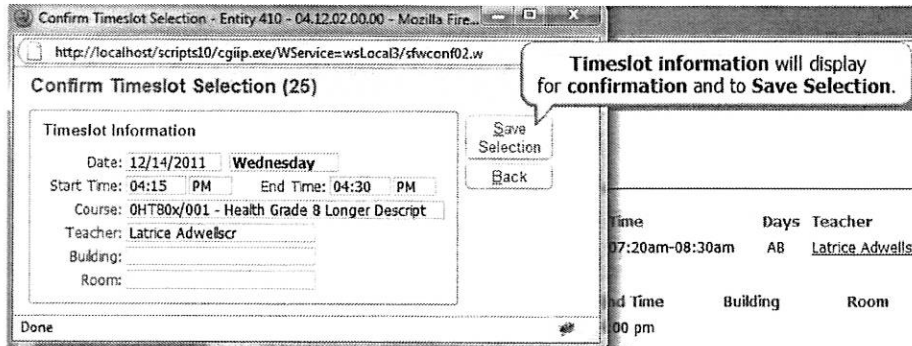 Confirm Timeslot Selection - Entity 410 - 04.12.02.00.00 - Mozilla Fire...
http://localhost/scripts10/cgiip.exe/WService=wsLocal3/sfwconf02.w
Timeslot information will display
for confirmation and to Save Selection.
Confirm Timeslot Selection (25)
Timeslot Information
Save
Selection
Back
Date: 12/14/2011 Wednesday
Start Time: 04:15 PM End Time: 04:30 PM
Course: 0HT80x/001 - Health Grade 8 Longer Descript
Teacher: Latrice Adwellscr
Building:
Room:
Done
Time Days Teacher
07:20am-08:30am AB Latrice Adwells
nd Time Building Room
:00 pm